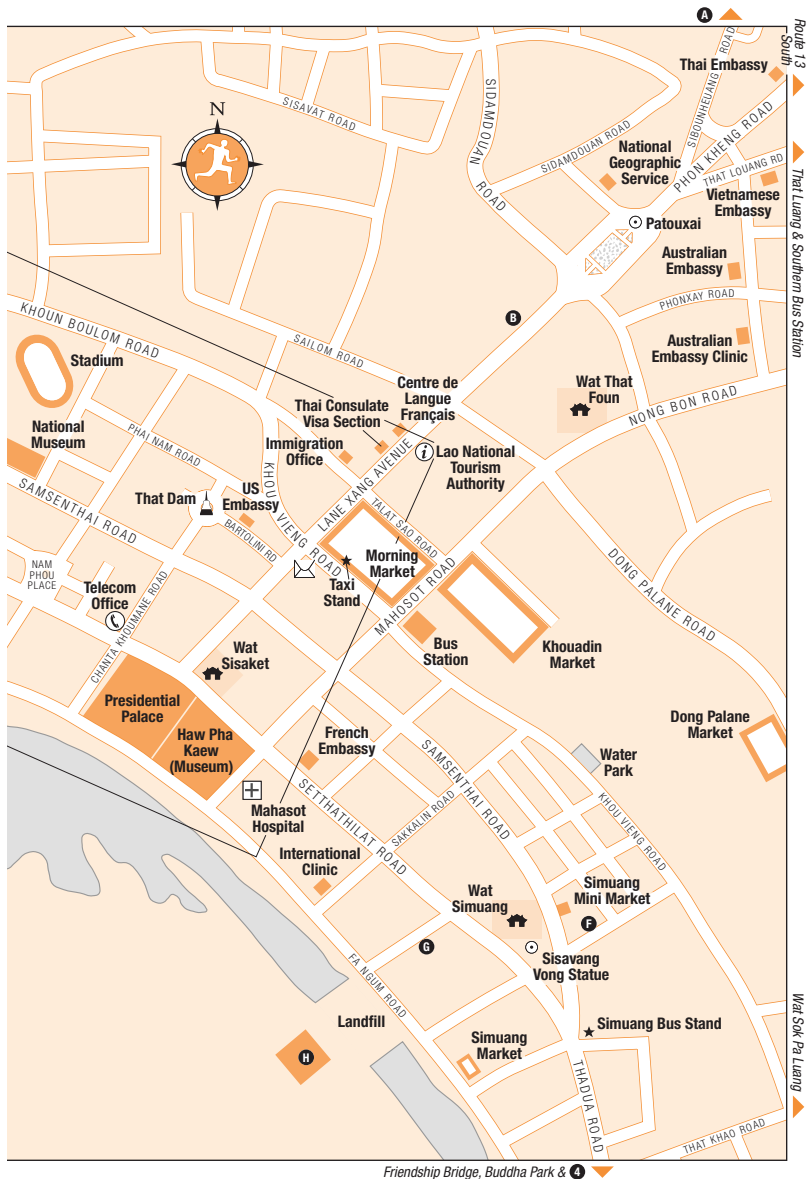 A
Route 13
South
SIBOUNHEUANG ROAD
Thai Embassy
SISAVAT ROAD
SIDAMDOUAN
ROAD
N
SIDAMDOUAN ROAD
National
Geographic
Service
PHON KHENG ROAD
THAT LOUANG RD
Vietnamese
Embassy
That Luang & Southern Bus Station
Patouxai
Australian
Embassy
PHONXAY ROAD
KHOUN BOULOM ROAD
B
Stadium
SAILOM ROAD
Australian
Embassy Clinic
Centre de
Langue
Français
Wat That
Foun
NONG BON ROAD
Thai Consulate
Visa Section
National
Museum
PHAI NAM ROAD
Immigration
Office
i
Lao National
Tourism
Authority
LANE XANG AVENUE
KHOU VIENG ROAD
That Dam
US
Embassy
SAMSENTHAI ROAD
BARTOLINI RD
TALAT SAO ROAD
Morning
Market
Taxi
Stand
MAHOSOT ROAD
DONG PALANE ROAD
NAM
PHOU
PLACE
Telecom
Office
CHANTA KHOUMANE ROAD
Bus
Station
Khouadin
Market
Wat
Sisaket
Presidential
Palace
Haw Pha
Kaew
(Museum)
French
Embassy
SAMSENTHAI ROAD
Dong Palane
Market
Water
Park
Mahasot
Hospital
SETTHATHILAT ROAD
SAKKALIN ROAD
KHOU VIENG ROAD
International
Clinic
Wat
Simuang
Simuang
Mini Market
F
G
Sisavang
Vong Statue
FA NGUM ROAD
Landfill
H
Simuang
Market
Simuang Bus Stand
Wat Sok Pa Luang
THADUA ROAD
THAT KHAO ROAD
Friendship Bridge, Buddha Park & 4